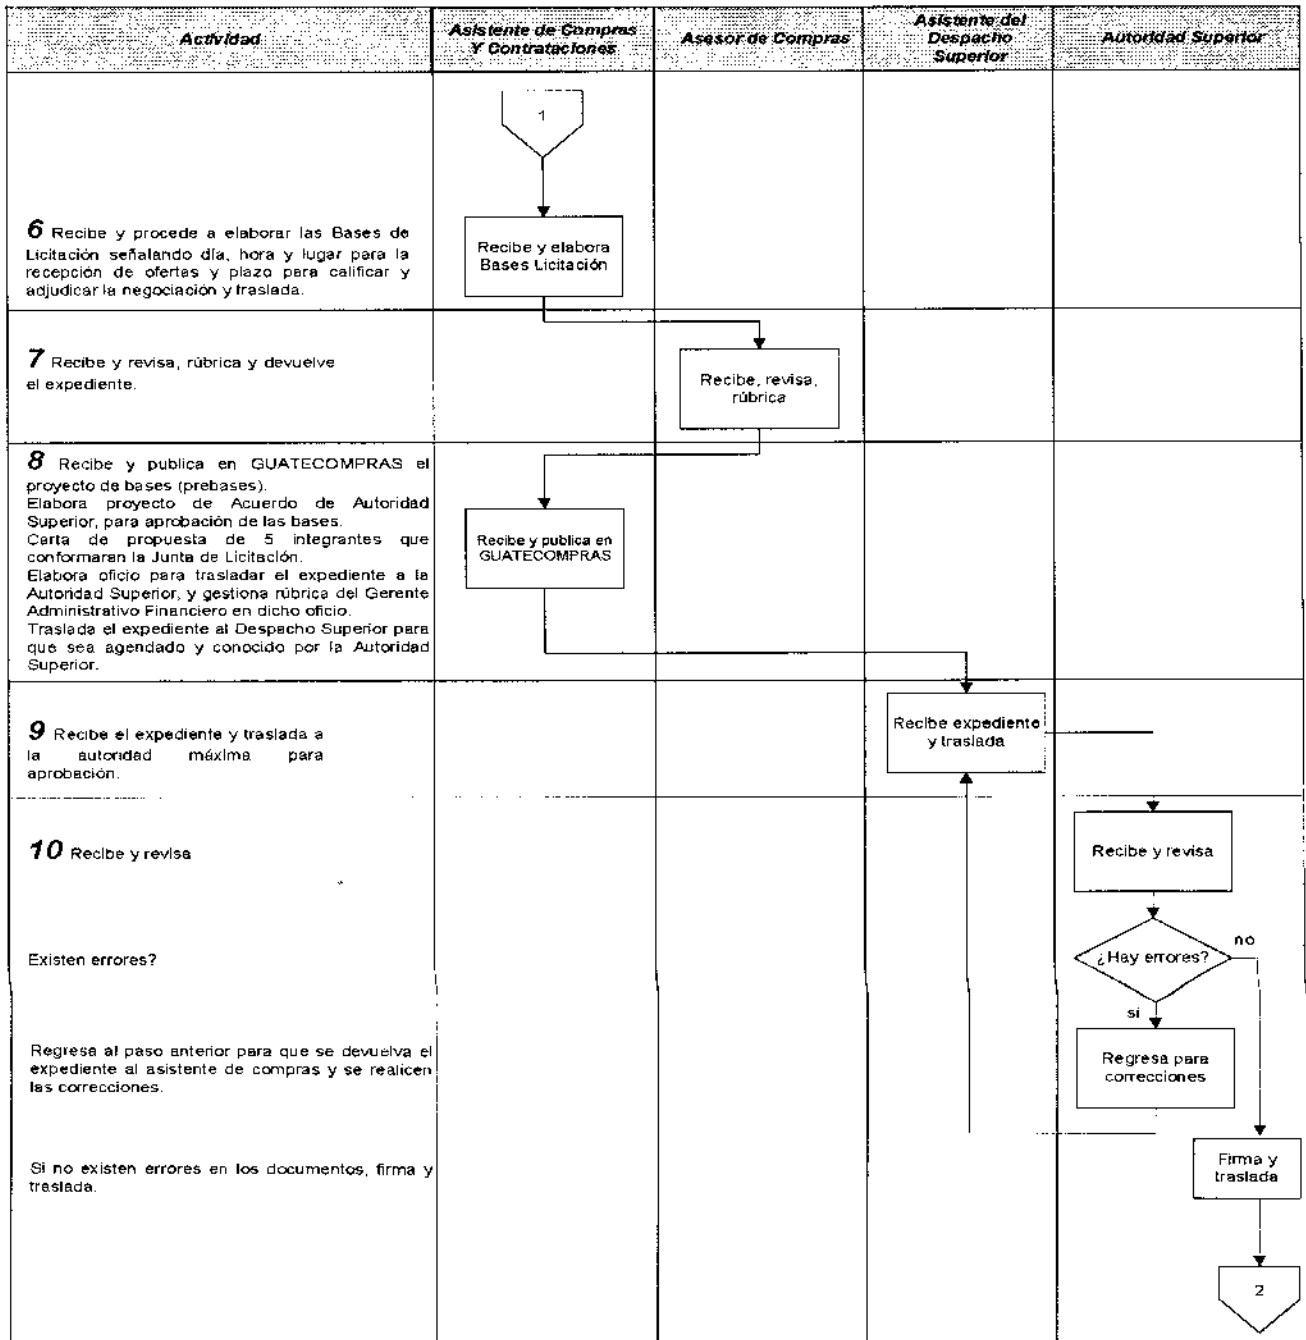 Actividad
Asistente de Compras
Y Contrataciones
Asesor de Compras
Asistente del
Despacho
Superior
Autoridad Superior
1
6 Recibe y procede a elaborar las Bases de
Licitación señalando día, hora y lugar para la
recepción de ofertas y plazo para calificar y
adjudicar la negociación y traslada.
Recibe y elabora
Bases Licitación
7 Recibe y revisa, rúbrica y devuelve
el expediente.
Recibe, revisa,
rúbrica
8 Recibe y publica en GUATECOMPRAS el
proyecto de bases (prebases).
Elabora proyecto de Acuerdo de Autoridad
Superior, para aprobación de las bases.
Carta de propuesta de 5 integrantes que
conformaran la Junta de Licitación.
Elabora oficio para trasladar el expediente a la
Autoridad Superior, y gestiona rúbrica del Gerente
Administrativo Financiero en dicho oficio.
Traslada el expediente al Despacho Superior para
que sea agendado y conocido por la Autoridad
Superior.
Recibe y publica en
GUATECOMPRAS
9 Recibe el expediente y traslada a
la autoridad máxima para
aprobación.
Recibe expediente
y traslada
10 Recibe y revisa
Recibe y revisa
Existen errores?
¿Hay errores?
no
si
Regresa al paso anterior para que se devuelva el
expediente al asistente de compras y se realicen
las correcciones.
Regresa para
correcciones
Si no existen errores en los documentos, firma y
traslada.
Firma y
traslada
2